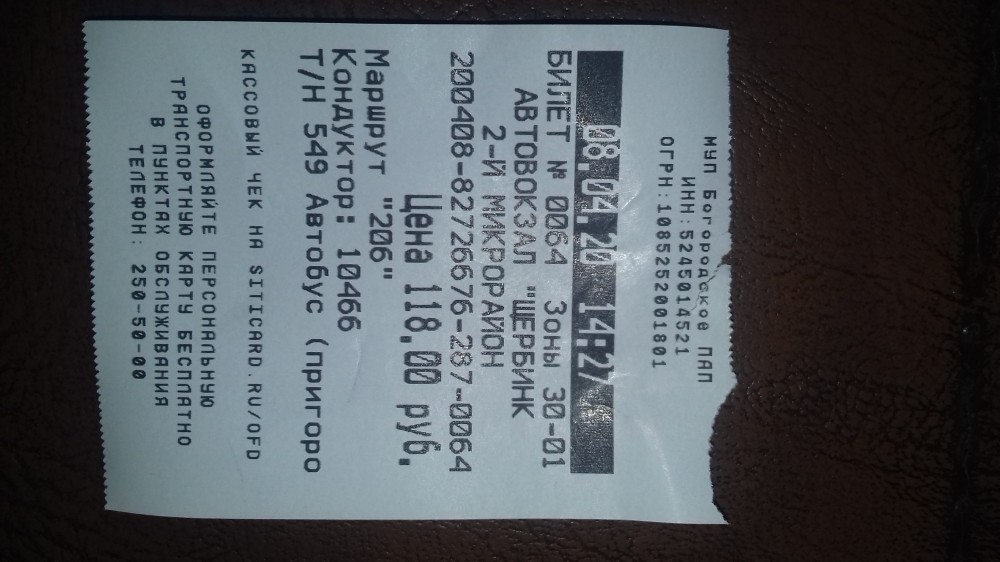 МУП Богородское ПАП
ИНН:5245014521
ОГРН:1085252001801
08.04.20 14:27
БИЛЕТ № 0064 Зоны 30-01
АВТОВОКЗАЛ "ЩЕРБИНК
2-Й МИКРОРАЙОН
200408-82726676-287-0064
Цена 118,00 руб.
Маршрут "206"
Кондуктор: 10466
Т/Н 549 Автобус (пригоро
КАССОВЫЙ ЧЕК НА SITICARD.RU/OFD
ОФОРМЛЯЙТЕ ПЕРСОНАЛЬНУЮ
ТРАНСПОРТНУЮ КАРТУ БЕСПЛАТНО
В ПУНКТАХ ОБСЛУЖИВАНИЯ
ТЕЛЕФОН: 250-50-00